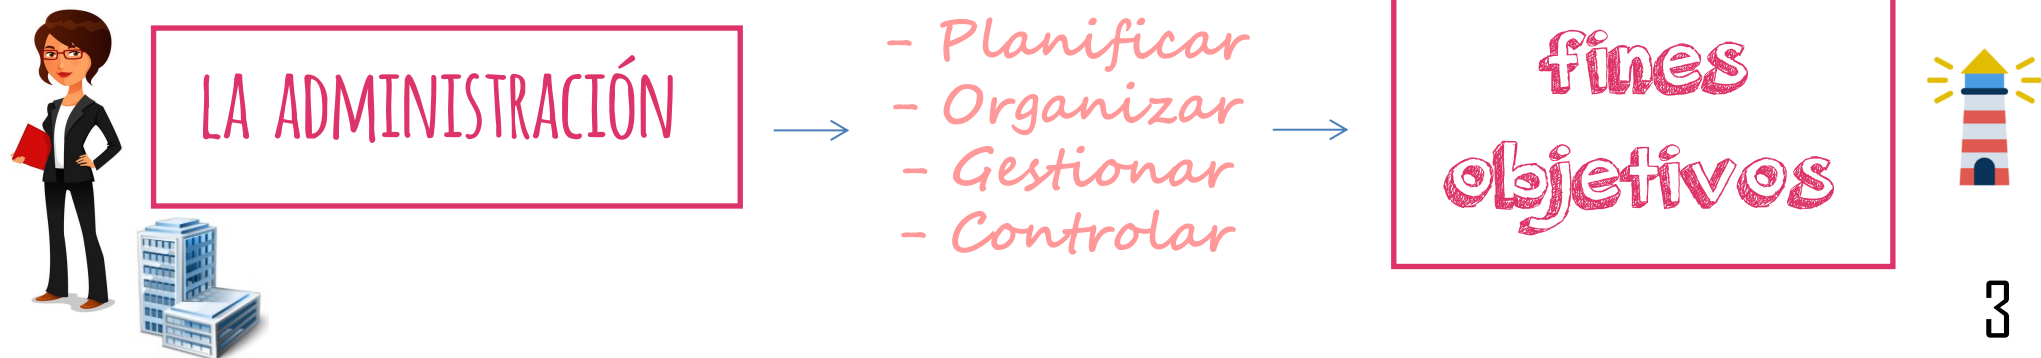 LA ADMINISTRACIÓN
- Planificar
- Organizar
- Gestionar
- Controlar
fines
objetivos
3